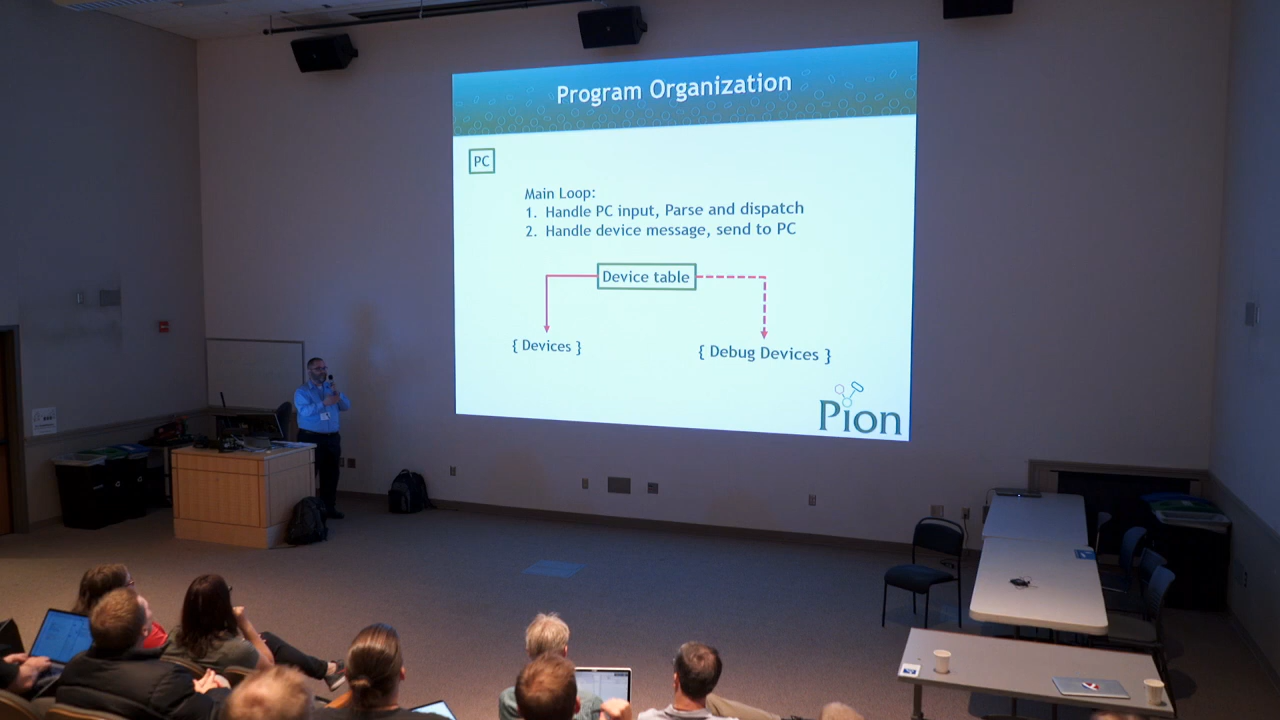 Program Organization
PC
Main Loop:
1. Handle PC input, Parse and dispatch
2. Handle device message, send to PC
Device table
{ Devices }
{ Debug Devices }
Pion